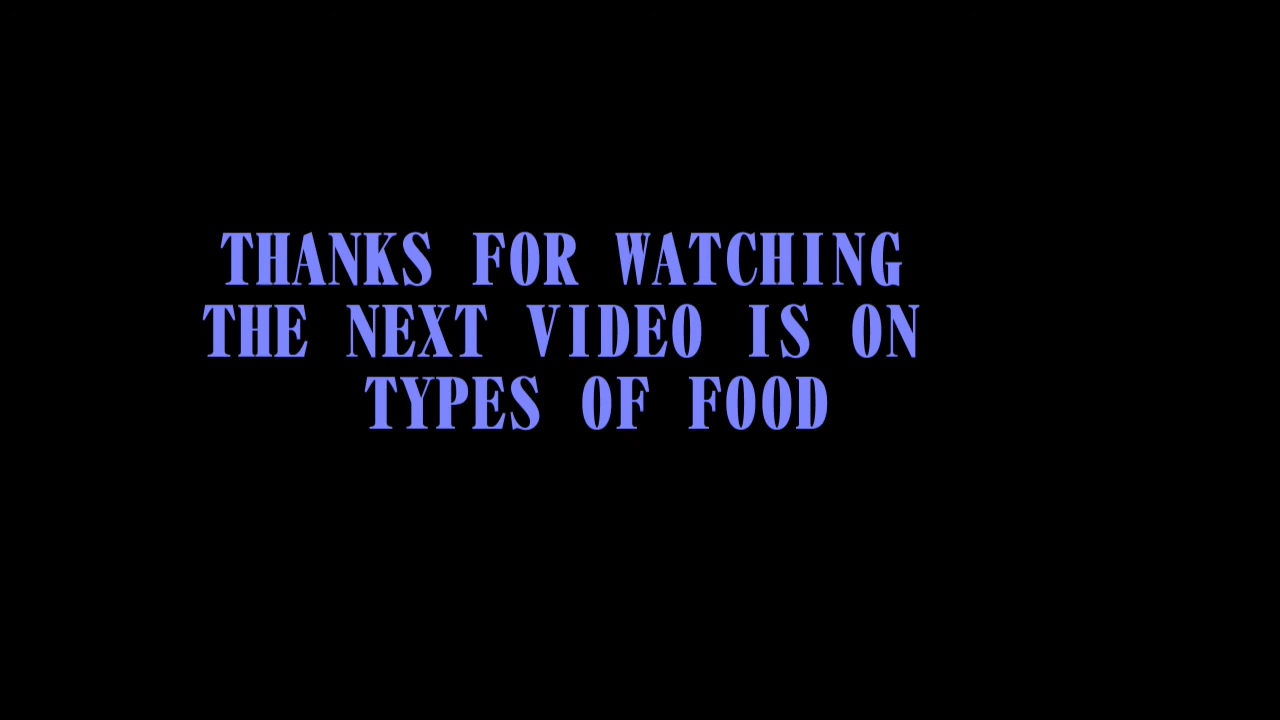 THANKS FOR WATCHING
THE NEXT VIDEO IS ON
TYPES OF FOOD